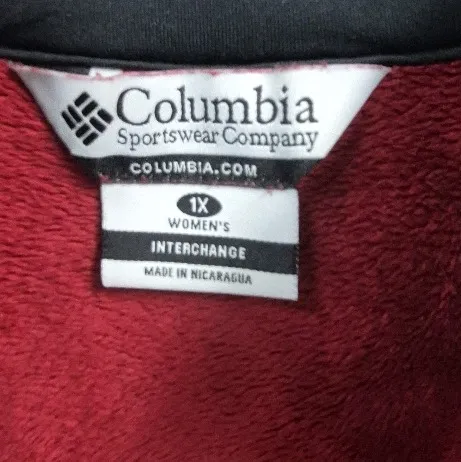 Columbia
Sportswear Company
COLUMBIA.COM
1X
WOMEN'S
INTERCHANGE
MADE IN NICARAGUA